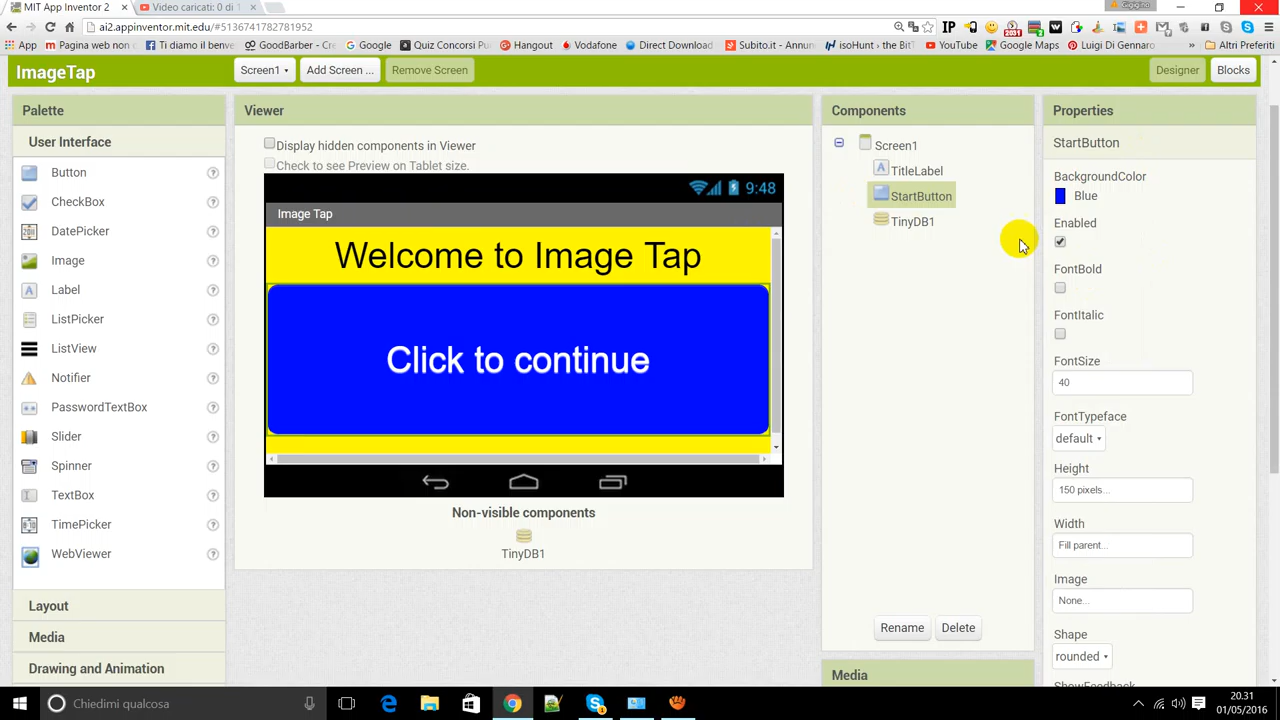 MIT App Inventor 2
Video caricati: 0 di 1
Gigigino
ai2.appinventor.mit.edu/#5136741782781952
IP
2031
App
Pagina web non d
Ti diamo il benve
GoodBarber - Goo
Google
Quiz Concorsi Pu
Hangout
Vodafone
Direct Download
Subito.it - Annun
isoHunt › the BitT
YouTube
Google Maps
Luigi Di Gennaro
»
Altri Preferiti
ImageTap
Screen1
Add Screen ...
Remove Screen
Designer
Blocks
Palette
User Interface
Button
CheckBox
DatePicker
Image
Label
ListPicker
ListView
Notifier
PasswordTextBox
Slider
Spinner
TextBox
TimePicker
WebViewer
Layout
Media
Drawing and Animation
Viewer
Display hidden components in Viewer
Check to see Preview on Tablet size.
9:48
Image Tap
Welcome to Image Tap
Click to continue
Non-visible components
TinyDB1
Components
Screen1
TitleLabel
StartButton
TinyDB1
Rename
Delete
Media
Properties
StartButton
BackgroundColor
Blue
Enabled
FontBold
FontItalic
FontSize
40
FontTypeface
default
Height
150 pixels...
Width
Fill parent...
Image
None...
Shape
rounded
ShowFeedback
Chiedimi qualcosa
20.31
01/05/2016